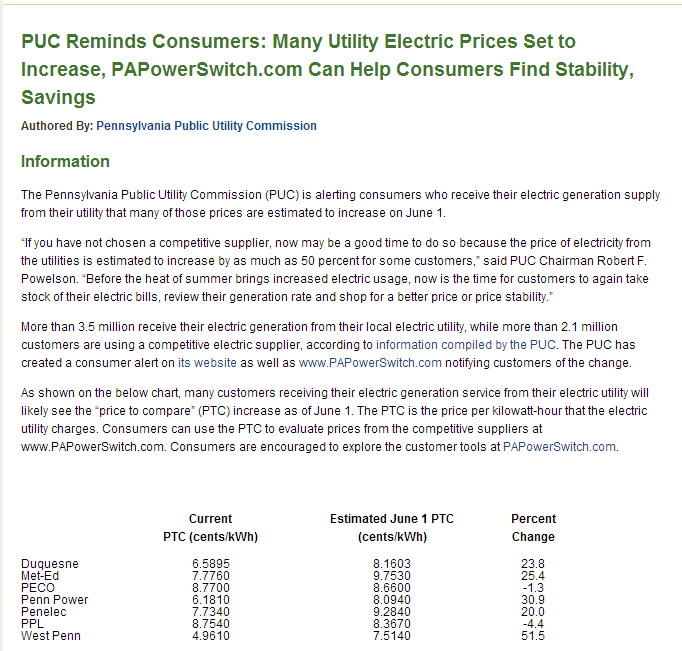 PUC Reminds Consumers: Many Utility Electric Prices Set to
Increase, PAPowerSwitch.com Can Help Consumers Find Stability,
Savings
Authored By: Pennsylvania Public Utility Commission
Information
The Pennsylvania Public Utility Commission (PUC) is alerting consumers who receive their electric generation supply
from their utility that many of those prices are estimated to increase on June 1.
“If you have not chosen a competitive supplier, now may be a good time to do so because the price of electricity from
the utilities is estimated to increase by as much as 50 percent for some customers,” said PUC Chairman Robert F.
Powelson. “Before the heat of summer brings increased electric usage, now is the time for customers to again take
stock of their electric bills, review their generation rate and shop for a better price or price stability.”
More than 3.5 million receive their electric generation from their local electric utility, while more than 2.1 million
customers are using a competitive electric supplier, according to information compiled by the PUC. The PUC has
created a consumer alert on its website as well as www.PAPowerSwitch.com notifying customers of the change.
As shown on the below chart, many customers receiving their electric generation service from their electric utility will
likely see the “price to compare” (PTC) increase as of June 1. The PTC is the price per kilowatt-hour that the electric
utility charges. Consumers can use the PTC to evaluate prices from the competitive suppliers at
www.PAPowerSwitch.com. Consumers are encouraged to explore the customer tools at PAPowerSwitch.com.
Current Estimated June 1 PTC Percent
PTC (cents/kWh) (cents/kWh) Change
Duquesne 6.5895 8.1603 23.8
Met-Ed 7.7760 9.7530 25.4
PECO 8.7700 8.6600 -1.3
Penn Power 6.1810 8.0940 30.9
Penelec 7.7340 9.2840 20.0
PPL 8.7540 8.3670 -4.4
West Penn 4.9610 7.5140 51.5